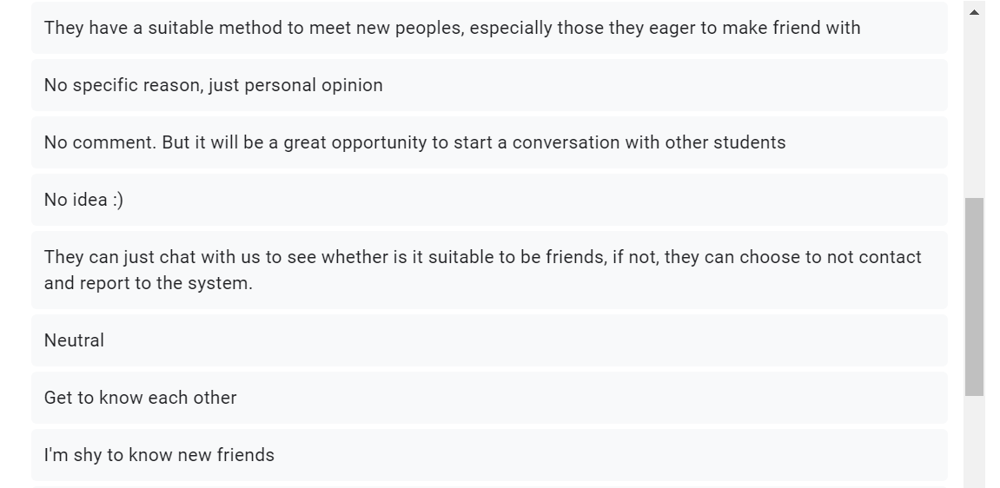 They have a suitable method to meet new peoples, especially those they eager to make friend with
No specific reason, just personal opinion
No comment. But it will be a great opportunity to start a conversation with other students
No idea :)
They can just chat with us to see whether is it suitable to be friends, if not, they can choose to not contact
and report to the system.
Neutral
Get to know each other
I'm shy to know new friends